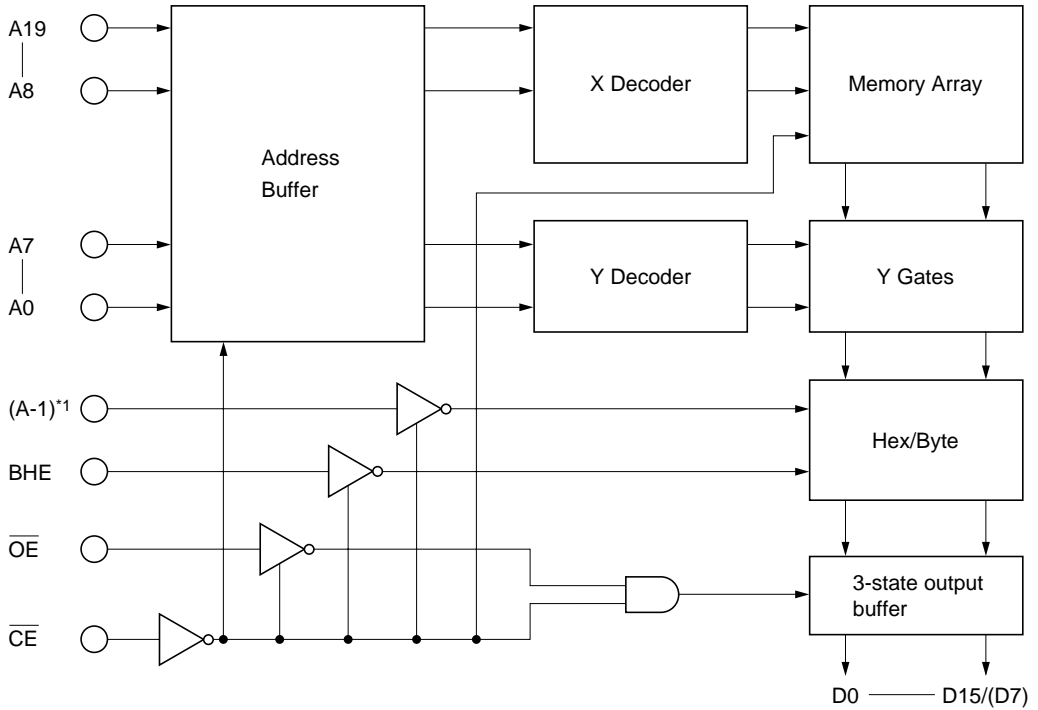 A19
A8
A7
A0
(A-1)*1
BHE
OE
CE
Address
Buffer
X Decoder
Y Decoder
Memory Array
Y Gates
Hex/Byte
3-state output
buffer
D0
D15/(D7)